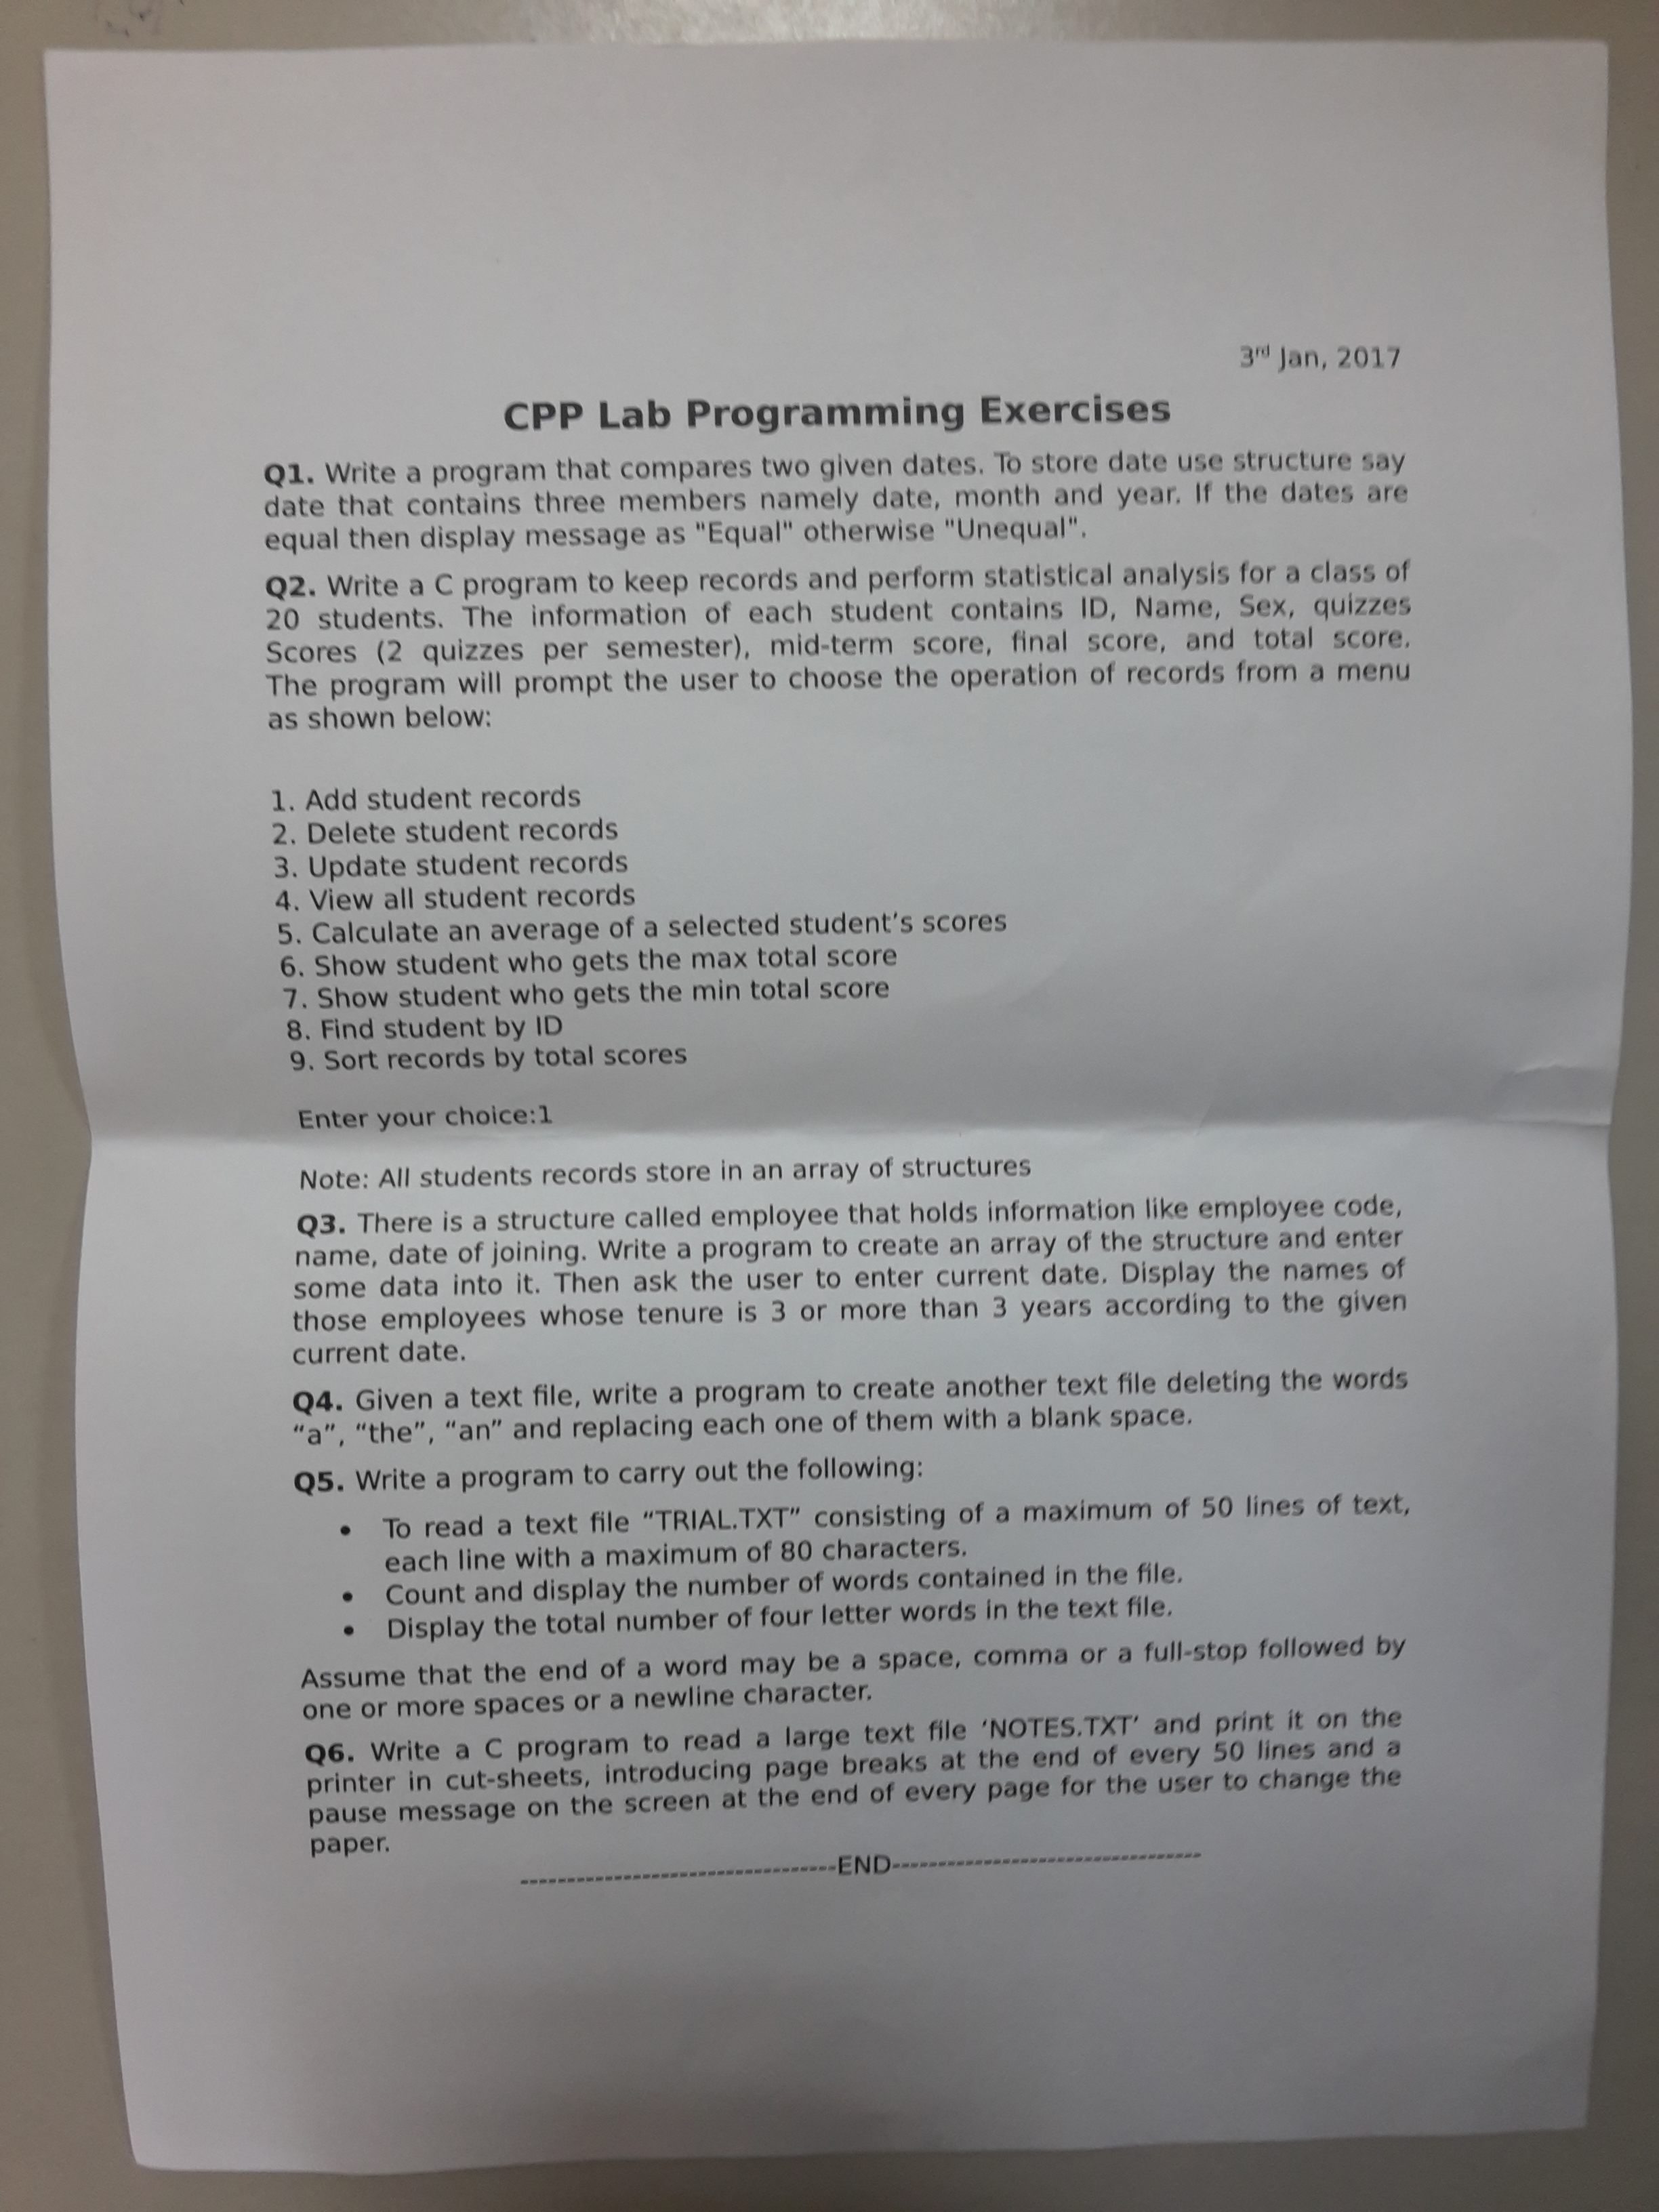 3rd Jan, 2017
CPP Lab Programming Exercises
Q1. Write a program that compares two given dates. To store date use structure say
date that contains three members namely date, month and year. If the dates are
equal then display message as "Equal" otherwise "Unequal".
Q2. Write a C program to keep records and perform statistical analysis for a class of
20 students. The information of each student contains ID, Name, Sex, quizzes
Scores (2 quizzes per semester), mid-term score, final score, and total score.
The program will prompt the user to choose the operation of records from a menu
as shown below:
1. Add student records
2. Delete student records
3. Update student records
4. View all student records
5. Calculate an average of a selected student’s scores
6. Show student who gets the max total score
7. Show student who gets the min total score
8. Find student by ID
9. Sort records by total scores
Enter your choice:1
Note: All students records store in an array of structures
Q3. There is a structure called employee that holds information like employee code,
name, date of joining. Write a program to create an array of the structure and enter
some data into it. Then ask the user to enter current date. Display the names of
those employees whose tenure is 3 or more than 3 years according to the given
current date.
Q4. Given a text file, write a program to create another text file deleting the words
“a”, “the”, “an” and replacing each one of them with a blank space.
Q5. Write a program to carry out the following:
• To read a text file “TRIAL.TXT” consisting of a maximum of 50 lines of text,
each line with a maximum of 80 characters.
• Count and display the number of words contained in the file.
• Display the total number of four letter words in the text file.
Assume that the end of a word may be a space, comma or a full-stop followed by
one or more spaces or a newline character.
Q6. Write a C program to read a large text file ‘NOTES.TXT’ and print it on the
printer in cut-sheets, introducing page breaks at the end of every 50 lines and a
pause message on the screen at the end of every page for the user to change the
paper.
----------------------------------END----------------------------------